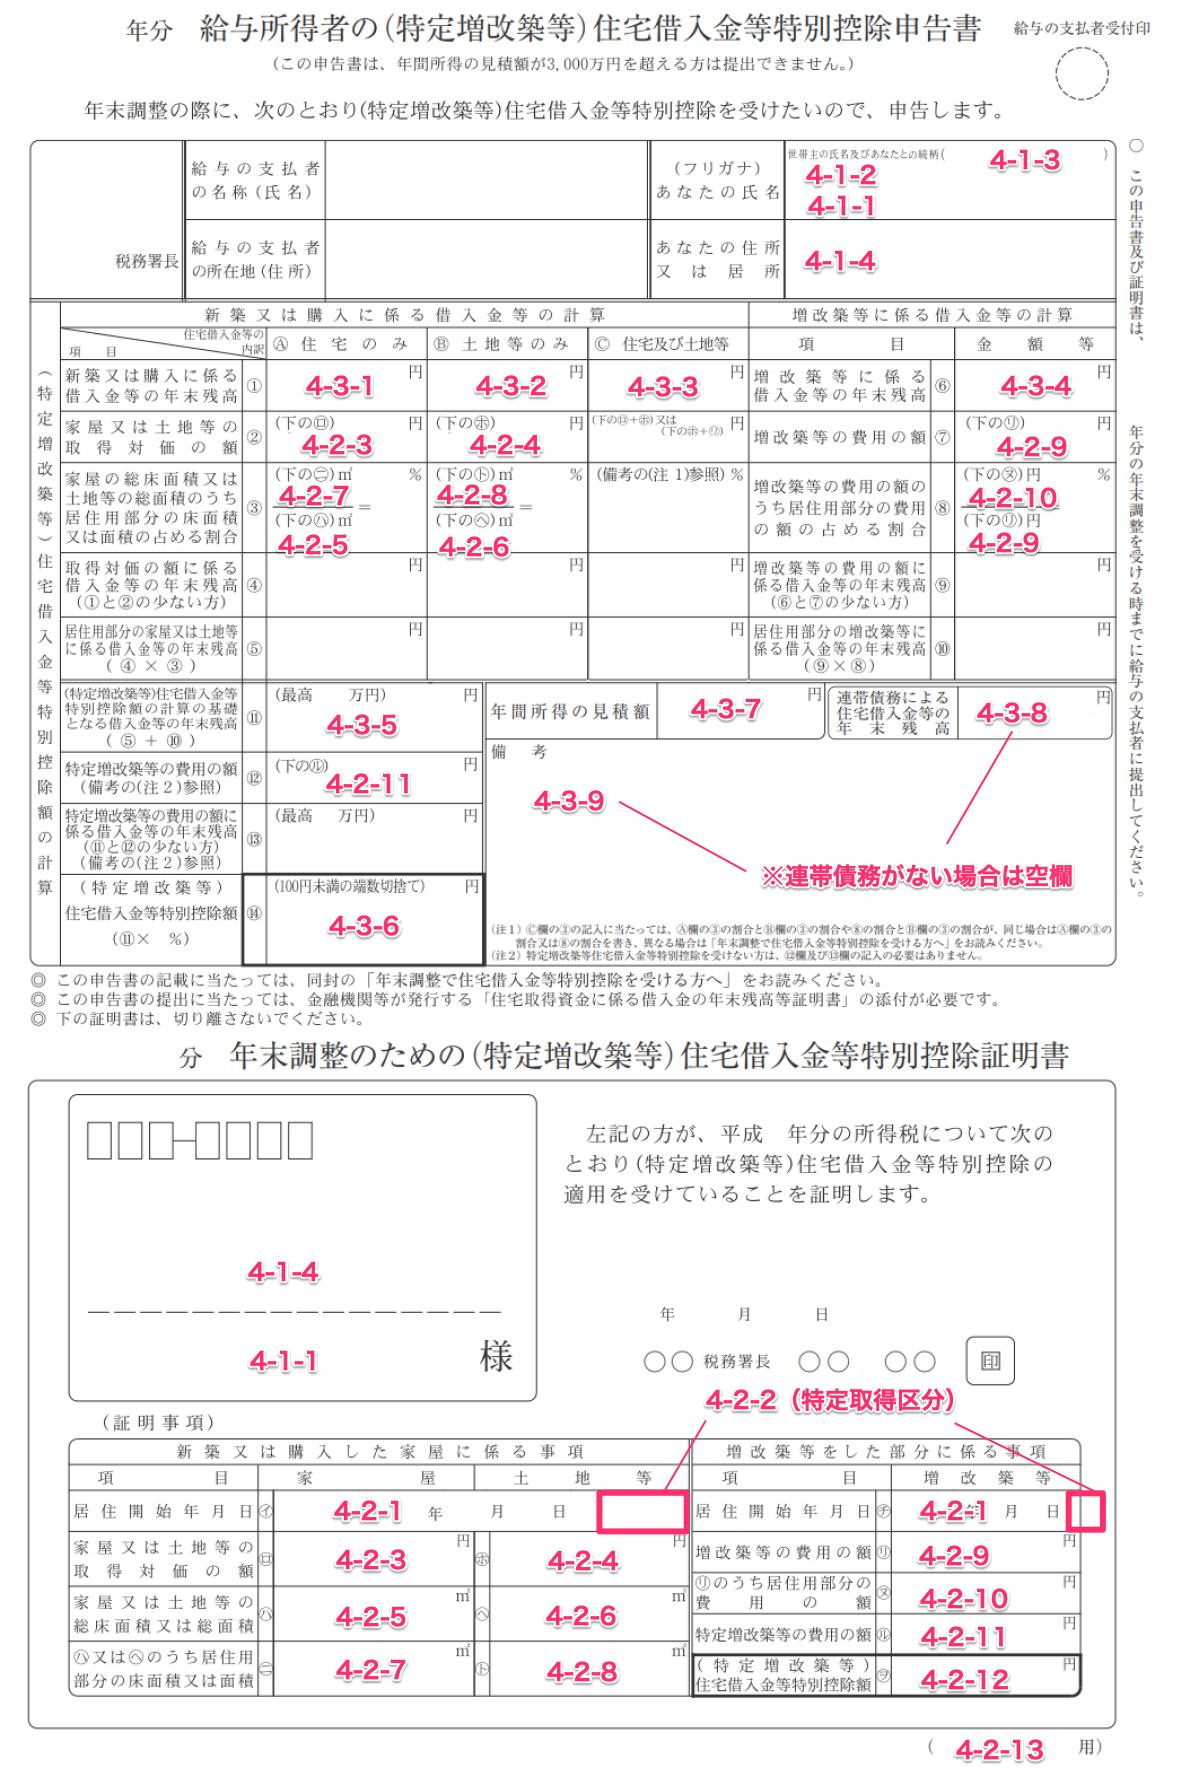 年分 給与所得者の(特定増改築等)住宅借入金等特別控除申告書
給与の支払者受付印
(この申告書は、年間所得の見積額が3,000万円を超える方は提出できません。)
年末調整の際に、次のとおり(特定増改築等)住宅借入金等特別控除を受けたいので、申告します。
税務署長
給与の支払者
の名称(氏名)
(フリガナ)
あなたの氏名
世帯主の氏名及びあなたとの続柄( 4-1-3 )
4-1-2
4-1-1
給与の支払者
の所在地(住所)
あなたの住所
又は居所
4-1-4
○ この申告書及び証明書は、 年分の年末調整を受ける時までに給与の支払者に提出してください。
(特定増改築等)住宅借入金等特別控除額の計算
新築又は購入に係る借入金等の計算
増改築等に係る借入金等の計算
住宅借入金等の
内訳
項目
Ⓐ 住宅のみ
Ⓑ 土地等のみ
Ⓒ 住宅及び土地等
項目
金額等
新築又は購入に係る
借入金等の年末残高
① 4-3-1 円
4-3-2 円
4-3-3 円
増改築等に係る
借入金等の年末残高
⑥ 4-3-4 円
家屋又は土地等の
取得対価の額
②
(下の㋺) 円
4-2-3
(下の㋭) 円
4-2-4
(下の㋺+㋭)又は
(下の㋭+㋷) 円
増改築等の費用の額 ⑦
(下の㋷) 円
4-2-9
家屋の総床面積又は
土地等の総面積のうち
居住用部分の床面積
又は面積の占める割合
③
(下の㋥)㎡ %
4-2-7
=
(下の㋩)㎡
4-2-5
(下の㋣)㎡ %
4-2-8
=
(下の㋬)㎡
4-2-6
(備考の(注1)参照) %
増改築等の費用の額の
うち居住用部分の費用
の額の占める割合
⑧
(下の㋦)円 %
4-2-10
=
(下の㋷)円
4-2-9
取得対価の額に係る
借入金等の年末残高
(①と②の少ない方)
④ 円
円
円
増改築等の費用の額に
係る借入金等の年末残高
(⑥と⑦の少ない方)
⑨ 円
居住用部分の家屋又は土地等
に係る借入金等の年末残高
(④×③)
⑤ 円
円
円
居住用部分の増改築等に
係る借入金等の年末残高
(⑨×⑧)
⑩ 円
(特定増改築等)住宅借入金等
特別控除額の計算の基礎
となる借入金等の年末残高
(⑤+⑩)
⑪
(最高 万円) 円
4-3-5
年間所得の見積額
4-3-7 円
連帯債務による
住宅借入金等の
年末残高
4-3-8 円
特定増改築等の費用の額
(備考の(注2)参照)
⑫
(下の㋸) 円
4-2-11
備考
4-3-9
※連帯債務がない場合は空欄
特定増改築等の費用の額に
係る借入金等の年末残高
(⑪と⑫の少ない方)
(備考の(注2)参照)
⑬
(最高 万円) 円
(特定増改築等)
住宅借入金等特別控除額
(⑪× %)
⑭
(100円未満の端数切捨て) 円
4-3-6
(注1) Ⓒ欄の③の記入に当たっては、Ⓐ欄の③の割合とⒷ欄の③の割合や⑧の割合とⒷ欄の③の割合が、同じ場合はⒶ欄の③の
割合又は⑧の割合を書き、異なる場合は「年末調整で住宅借入金等特別控除を受ける方へ」をお読みください。
(注2) 特定増改築等住宅借入金等特別控除を受けない方は、⑫欄及び⑬欄の記入の必要はありません。
◎ この申告書の記載に当たっては、同封の「年末調整で住宅借入金等特別控除を受ける方へ」をお読みください。
◎ この申告書の提出に当たっては、金融機関等が発行する「住宅取得資金に係る借入金の年末残高等証明書」の添付が必要です。
◎ 下の証明書は、切り離さないでください。
分 年末調整のための(特定増改築等)住宅借入金等特別控除証明書
4-1-4
4-1-1 様
左記の方が、平成 年分の所得税について次の
とおり(特定増改築等)住宅借入金等特別控除の
適用を受けていることを証明します。
年 月 日
○○税務署長 ○○ ○○ 印
4-2-2(特定取得区分)
(証明事項)
新築又は購入した家屋に係る事項
増改築等をした部分に係る事項
項目
家屋
土地等
項目
増改築等
居住開始年月日 ㋑ 4-2-1 年 月 日
居住開始年月日 ㋠ 4-2-1 年 月 日
家屋又は土地等の
取得対価の額
㋺ 4-2-3 円
㋭ 4-2-4 円
増改築等の費用の額 ㋷ 4-2-9 円
家屋又は土地等の
総床面積又は総面積
㋩ 4-2-5 ㎡
㋬ 4-2-6 ㎡
㋷のうち居住用部分の
費用の額
㋦ 4-2-10 円
特定増改築等の費用の額 ㋸ 4-2-11 円
㋩又は㋬のうち居住用
部分の床面積又は面積
㋥ 4-2-7 ㎡
㋣ 4-2-8 ㎡
(特定増改築等)
住宅借入金等特別控除額
㋾ 4-2-12 円
( 4-2-13 用)